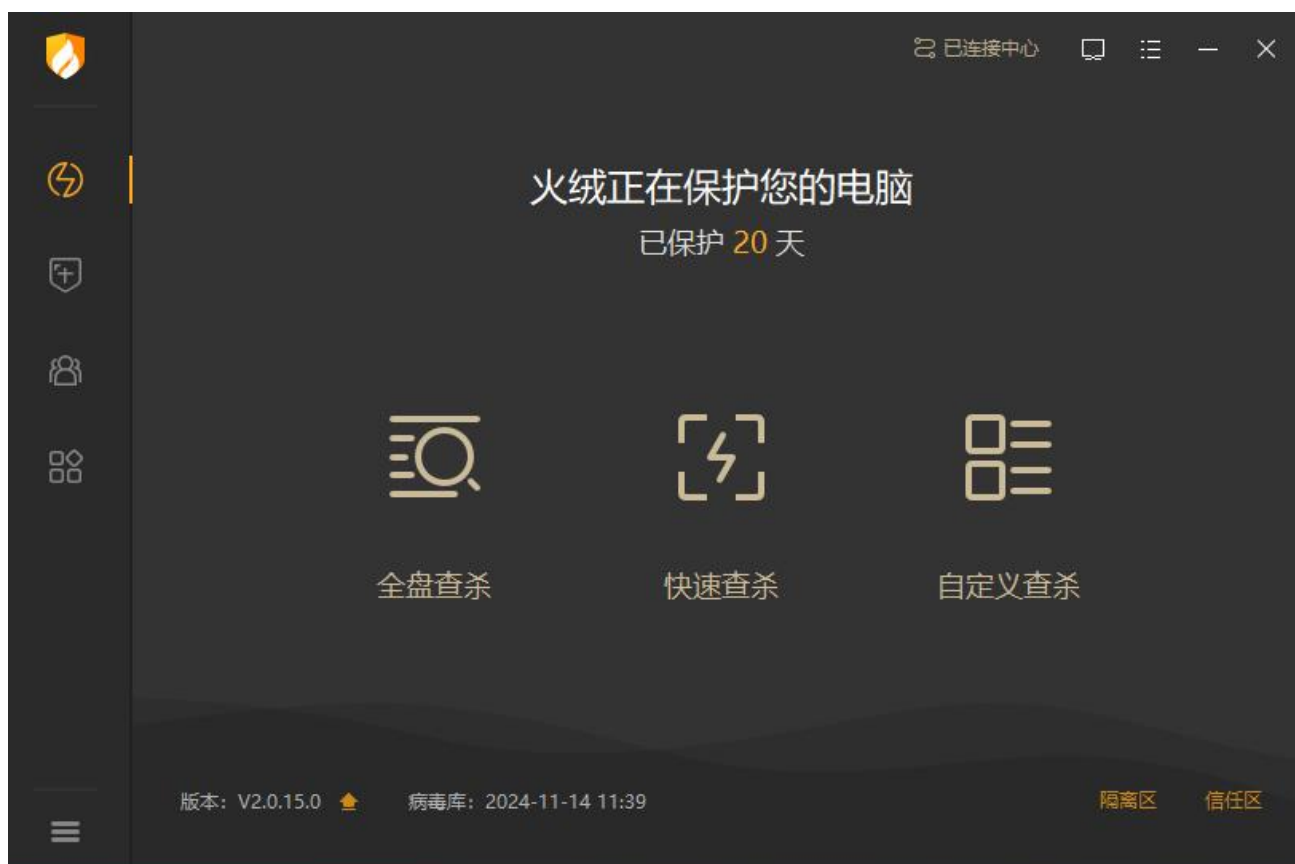 已连接中心
火绒正在保护您的电脑
已保护 20 天
全盘查杀 快速查杀 自定义查杀
版本：V2.0.15.0 病毒库：2024-11-14 11:39 隔离区 信任区